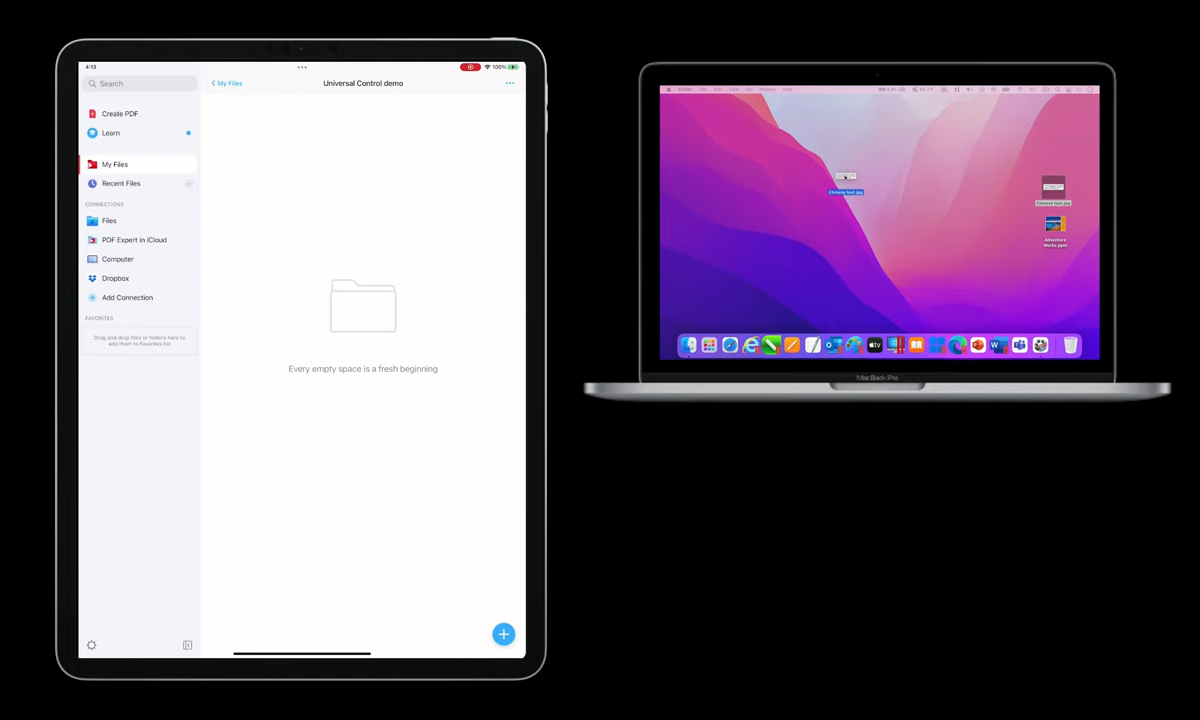 4:13
100%
Search
My Files
Universal Control demo
Create PDF
Learn
My Files
Recent Files
CONNECTIONS
Files
PDF Expert in iCloud
Computer
Dropbox
Add Connection
FAVORITES
Drag and drop files or folders here to
add them to Favorites list
Every empty space is a fresh beginning
Finder
Chinese text.jpg
Chinese text.jpg
Adventure
Works.pptx
MacBook Pro